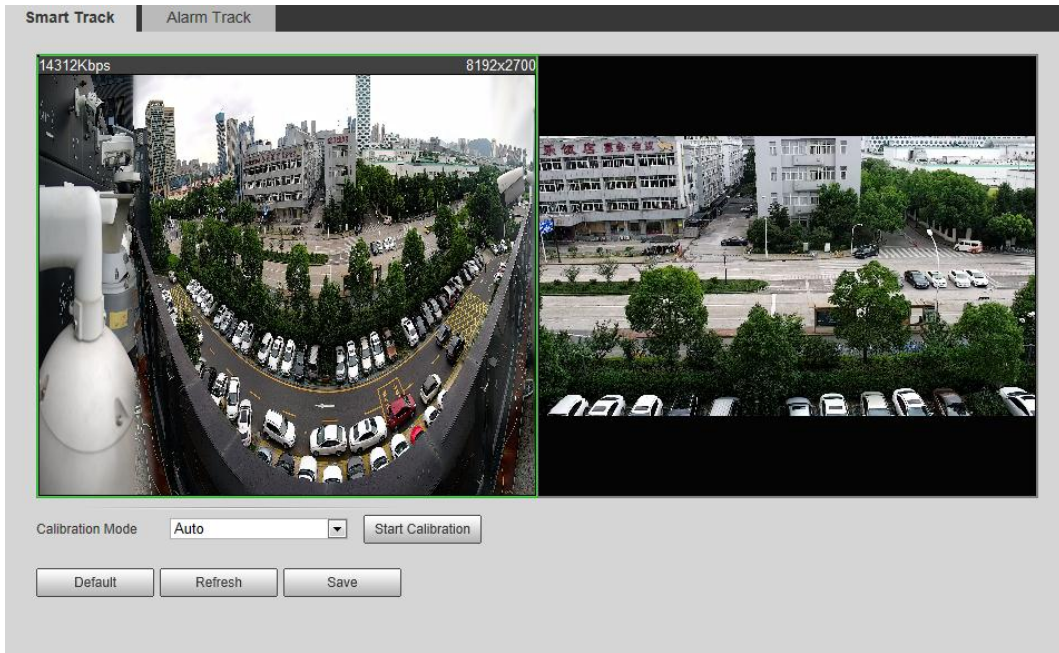 Smart Track
Alarm Track
14312Kbps
8192x2700
Calibration Mode
Auto
Start Calibration
Default
Refresh
Save